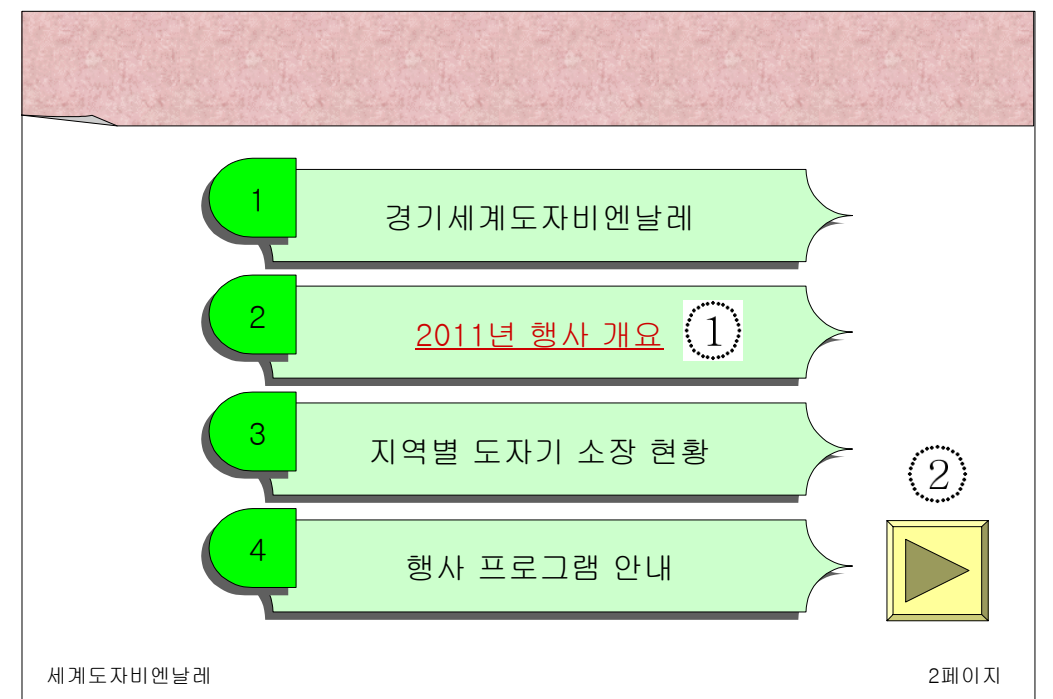 1
경기세계도자비엔날레
2
2011년 행사 개요 ①
3
지역별 도자기 소장 현황
②
4
행사 프로그램 안내
세계도자비엔날레 2페이지